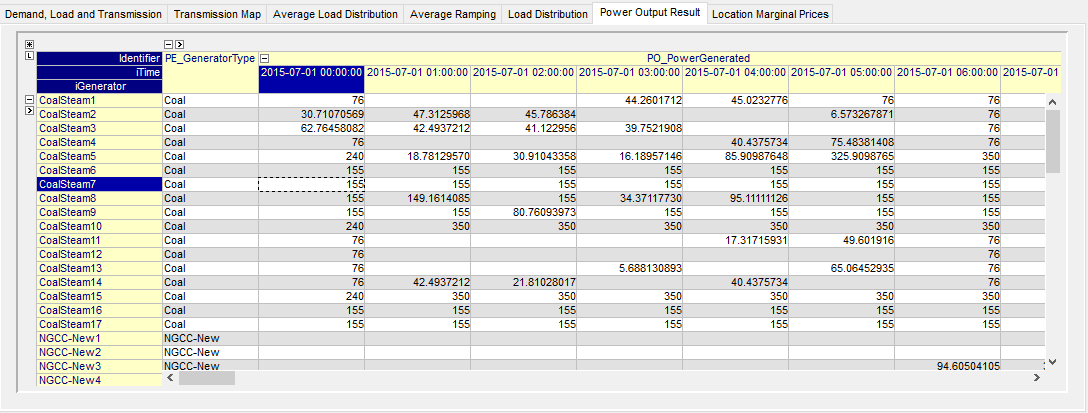 Demand, Load and Transmission Transmission Map Average Load Distribution Average Ramping Load Distribution Power Output Result Location Marginal Prices
Identifier PE_GeneratorType PO_PowerGenerated
iTime 2015-07-01 00:00:00 2015-07-01 01:00:00 2015-07-01 02:00:00 2015-07-01 03:00:00 2015-07-01 04:00:00 2015-07-01 05:00:00 2015-07-01 06:00:00 2015-07-01
iGenerator
CoalSteam1 Coal 76 44.2601712 45.0232776 76 76
CoalSteam2 Coal 30.71070569 47.3125968 45.786384 6.573267871 76
CoalSteam3 Coal 62.76458082 42.4937212 41.122956 39.7521908 76
CoalSteam4 Coal 76 40.4375734 75.48381408 76
CoalSteam5 Coal 240 18.78129570 30.91043358 16.18957146 85.90987648 325.9098765 350
CoalSteam6 Coal 155 155 155 155 155 155 155
CoalSteam7 Coal 155 155 155 155 155 155 155
CoalSteam8 Coal 155 149.1614085 155 34.37117730 95.11111126 155 155
CoalSteam9 Coal 155 155 80.76093973 155 155 155 155
CoalSteam10 Coal 240 350 350 350 350 350 350
CoalSteam11 Coal 76 17.31715931 49.601916 76
CoalSteam12 Coal 76 76
CoalSteam13 Coal 76 5.688130893 65.06452935 76
CoalSteam14 Coal 76 42.4937212 21.81028017 40.4375734 76
CoalSteam15 Coal 240 350 350 350 350 350 350
CoalSteam16 Coal 155 155 155 155 155 155 155
CoalSteam17 Coal 155 155 155 155 155 155 155
NGCC-New1 NGCC-New
NGCC-New2 NGCC-New
NGCC-New3 NGCC-New 94.60504105
NGCC-New4